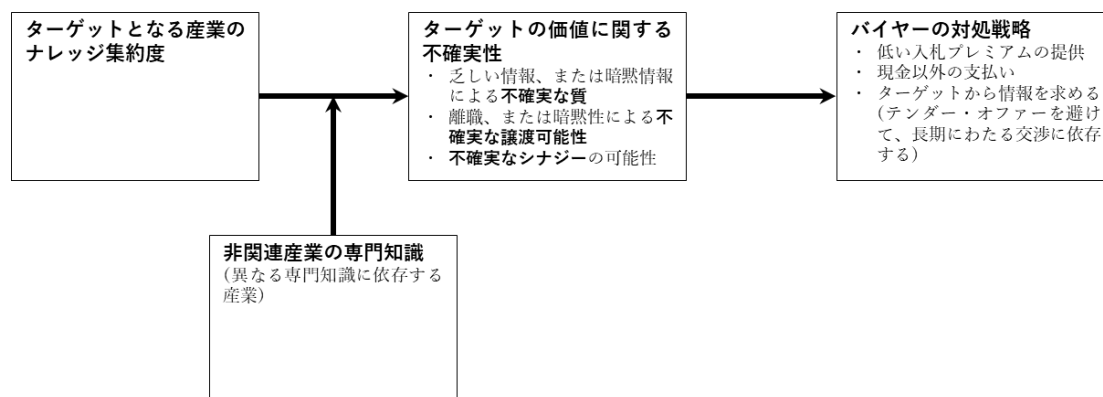 ターゲットとなる産業の
ナレッジ集約度
ターゲットの価値に関する
不確実性
・ 乏しい情報、または暗黙情報
による不確実な質
・ 離職、または暗黙性による不
確実な譲渡可能性
・ 不確実なシナジーの可能性
バイヤーの対処戦略
・ 低い入札プレミアムの提供
・ 現金以外の支払い
・ ターゲットから情報を求める
(テンダー・オファーを避け
て、長期にわたる交渉に依存
する)
非関連産業の専門知識
(異なる専門知識に依存する
産業)